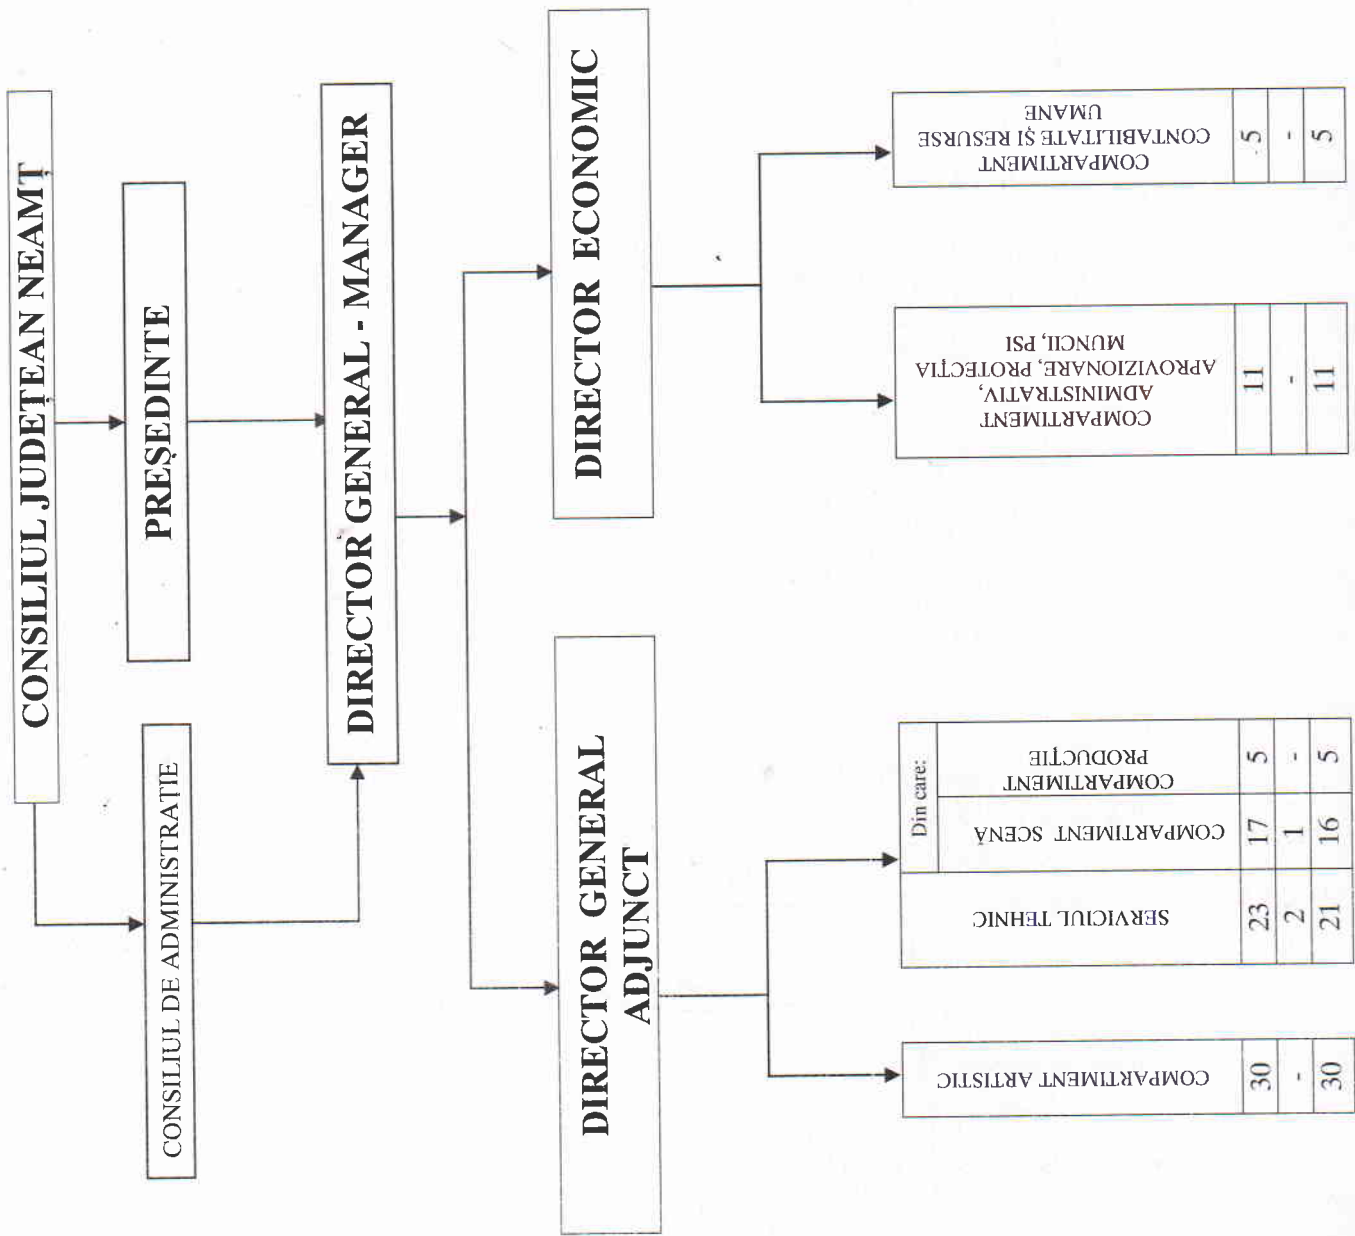 CONSILIUL JUDEȚEAN NEAMȚ
CONSILIUL DE ADMINISTRATIE
PREȘEDINTE
DIRECTOR GENERAL - MANAGER
DIRECTOR GENERAL
ADJUNCT
DIRECTOR ECONOMIC
COMPARTIMENT ARTISTIC
30
-
30
SERVICIUL TEHNIC
23
2
21
Din care:
COMPARTIMENT SCENĂ
17
1
16
COMPARTIMENT
PRODUCȚIE
5
-
5
COMPARTIMENT
ADMINISTRATIV,
APROVIZIONARE, PROTECȚIA
MUNCII, PSI
11
-
11
COMPARTIMENT
CONTABILITATE ȘI RESURSE
UMANE
5
-
5